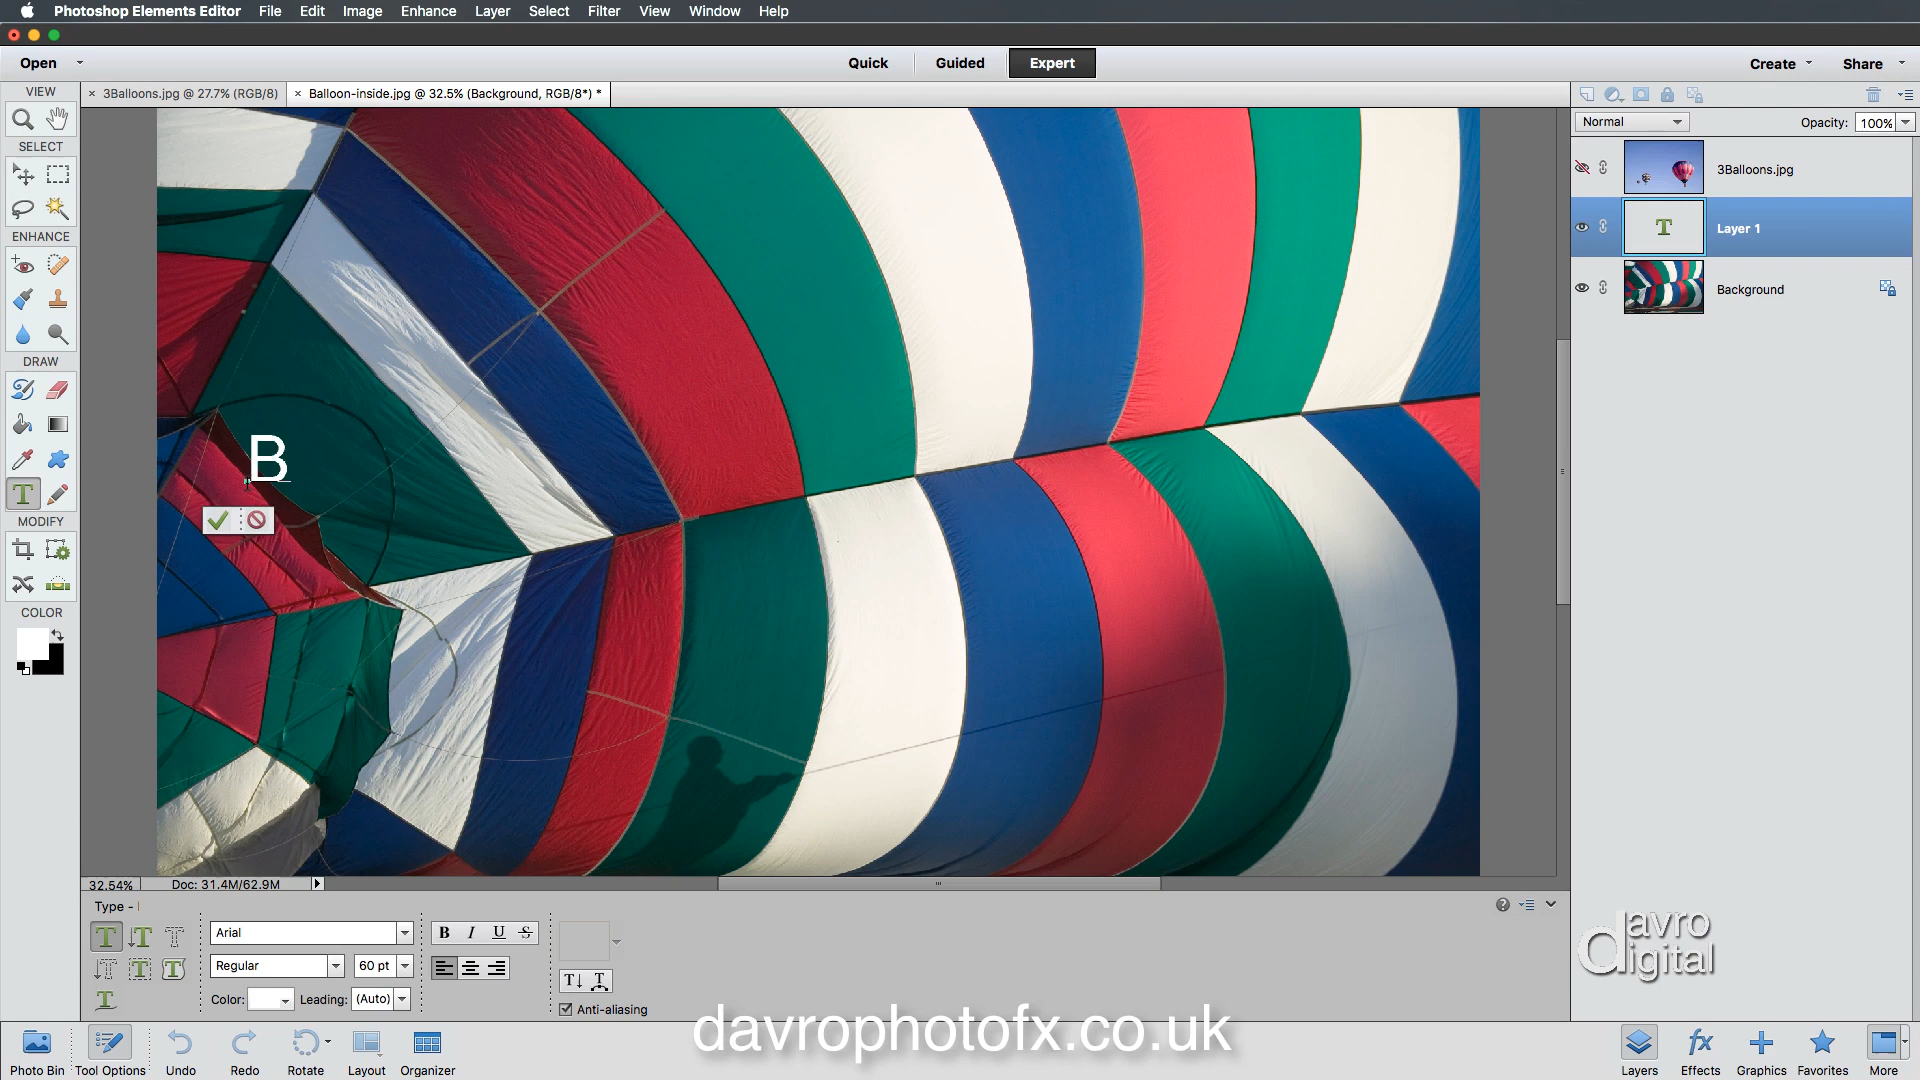 Photoshop Elements Editor File Edit Image Enhance Layer Select Filter View Window Help
Open Quick Guided Expert Create Share
VIEW × 3Balloons.jpg @ 27.7% (RGB/8) × Balloon-inside.jpg @ 32.5% (Background, RGB/8*) *
Normal Opacity: 100%
SELECT
3Balloons.jpg
ENHANCE
T Layer 1
Background
DRAW
B
T
MODIFY
COLOR
32.54% Doc: 31.4M/62.9M
Type -
T T T Arial B I U S
T T T Regular 60 pt
T Color: Leading: (Auto) T T
Anti-aliasing
davro
digital
davrophotofx.co.uk
Photo Bin Tool Options Undo Redo Rotate Layout Organizer fx Layers Effects Graphics Favorites More